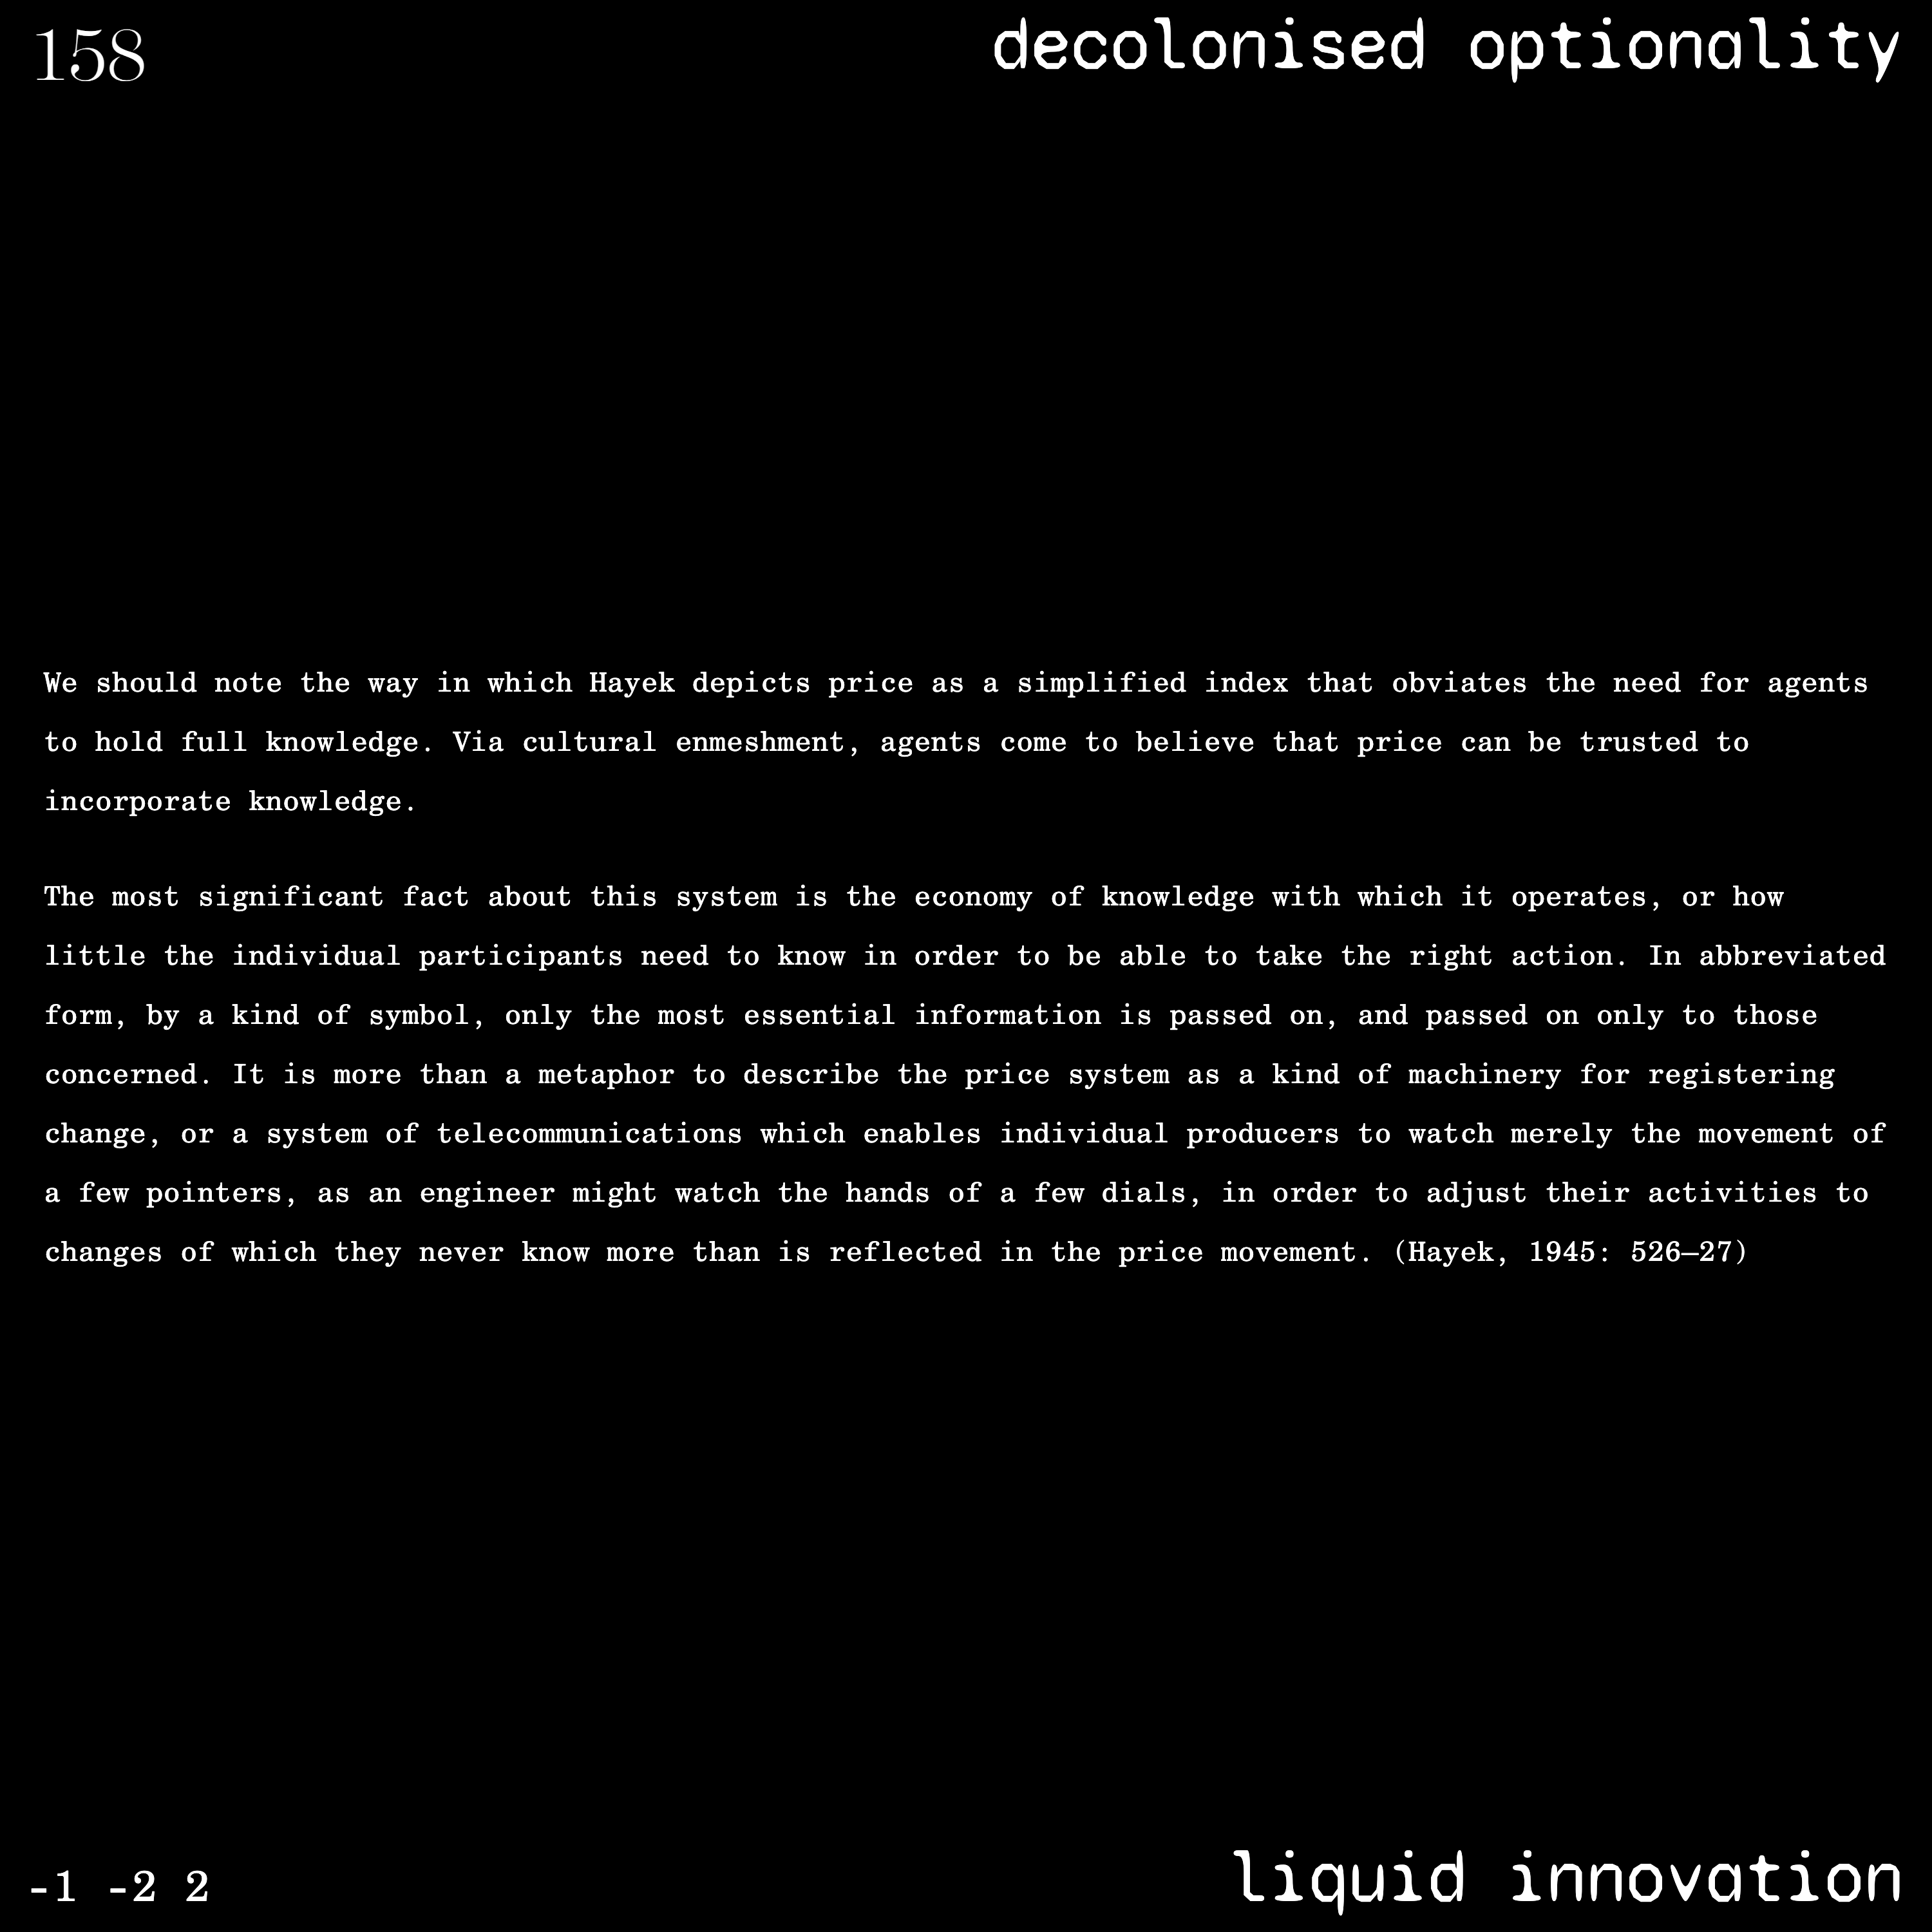 158
decolonised optionality
We should note the way in which Hayek depicts price as a simplified index that obviates the need for agents
to hold full knowledge. Via cultural enmeshment, agents come to believe that price can be trusted to
incorporate knowledge.
The most significant fact about this system is the economy of knowledge with which it operates, or how
little the individual participants need to know in order to be able to take the right action. In abbreviated
form, by a kind of symbol, only the most essential information is passed on, and passed on only to those
concerned. It is more than a metaphor to describe the price system as a kind of machinery for registering
change, or a system of telecommunications which enables individual producers to watch merely the movement of
a few pointers, as an engineer might watch the hands of a few dials, in order to adjust their activities to
changes of which they never know more than is reflected in the price movement. (Hayek, 1945: 526–27)
-1 -2 2
liquid innovation